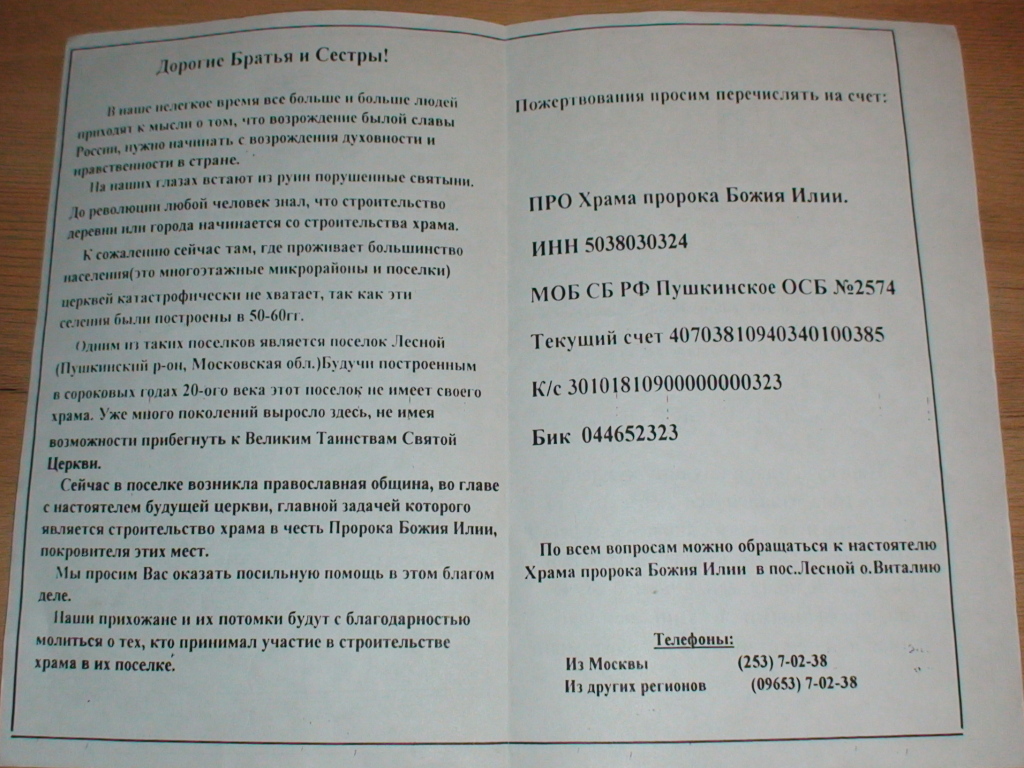 Дорогие Братья и Сестры!
В наше нелегкое время все больше и больше людей
приходят к мысли о том, что возрождение былой славы
России, нужно начинать с возрождения духовности и
нравственности в стране.
На наших глазах встают из руин порушенные святыни.
До революции любой человек знал, что строительство
деревни или города начинается со строительства храма.
К сожалению сейчас там, где проживает большинство
населения(это многоэтажные микрорайоны и поселки)
церквей катастрофически не хватает, так как эти
селения были построены в 50-60гг.
Одним из таких поселков является поселок Лесной
(Пушкинский р-он, Московская обл.)Будучи построенным
в сороковых годах 20-ого века этот поселок не имеет своего
храма. Уже много поколений выросло здесь, не имея
возможности прибегнуть к Великим Таинствам Святой
Церкви.
Сейчас в поселке возникла православная община, во главе
с настоятелем будущей церкви, главной задачей которого
является строительство храма в честь Пророка Божия Илии,
покровителя этих мест.
Мы просим Вас оказать посильную помощь в этом благом
деле.
Наши прихожане и их потомки будут с благодарностью
молиться о тех, кто принимал участие в строительстве
храма в их поселке.
Пожертвования просим перечислять на счет:
ПРО Храма пророка Божия Илии.
ИНН 5038030324
МОБ СБ РФ Пушкинское ОСБ №2574
Текущий счет 40703810940340100385
К/с 30101810900000000323
Бик 044652323
По всем вопросам можно обращаться к настоятелю
Храма пророка Божия Илии в пос.Лесной о.Виталию
Телефоны:
Из Москвы (253) 7-02-38
Из других регионов (09653) 7-02-38